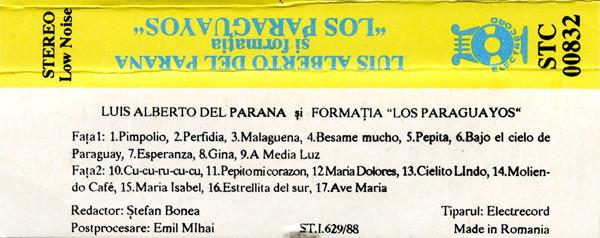 STEREO
Low Noise
LUIS ALBERTO DEL PARANA
și formația
"LOS PARAGUAYOS"
ELECTRECORD
STC
00832
LUIS ALBERTO DEL PARANA și FORMAȚIA "LOS PARAGUAYOS"
Fața1: 1.Pimpolio, 2.Perfidia, 3.Malaguena, 4.Besame mucho, 5.Pepita, 6.Bajo el cielo de
Paraguay, 7.Esperanza, 8.Gina, 9.A Media Luz
Fața2: 10.Cu-cu-ru-cu-cu, 11.Pepitomicorazon, 12 Maria Dolores, 13.Cielito LIndo, 14.Molien-
do Café, 15.Maria Isabel, 16.Estrellita del sur, 17.Ave Maria
Redactor: Ștefan Bonea
Tiparul: Electrecord
Postprocesare: Emil MIhai
ST.I.629/88
Made in Romania